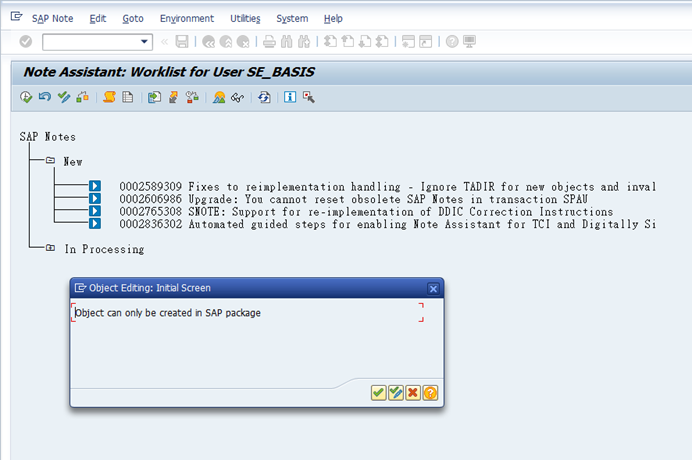 SAP Note Edit Goto Environment Utilities System Help
Note Assistant: Worklist for User SE_BASIS
SAP Notes
New
0002589309 Fixes to reimplementation handling - Ignore TADIR for new objects and inval
0002606986 Upgrade: You cannot reset obsolete SAP Notes in transaction SPAU
0002765308 SNOTE: Support for re-implementation of DDIC Correction Instructions
0002836302 Automated guided steps for enabling Note Assistant for TCI and Digitally Si
In Processing
Object Editing: Initial Screen
Object can only be created in SAP package